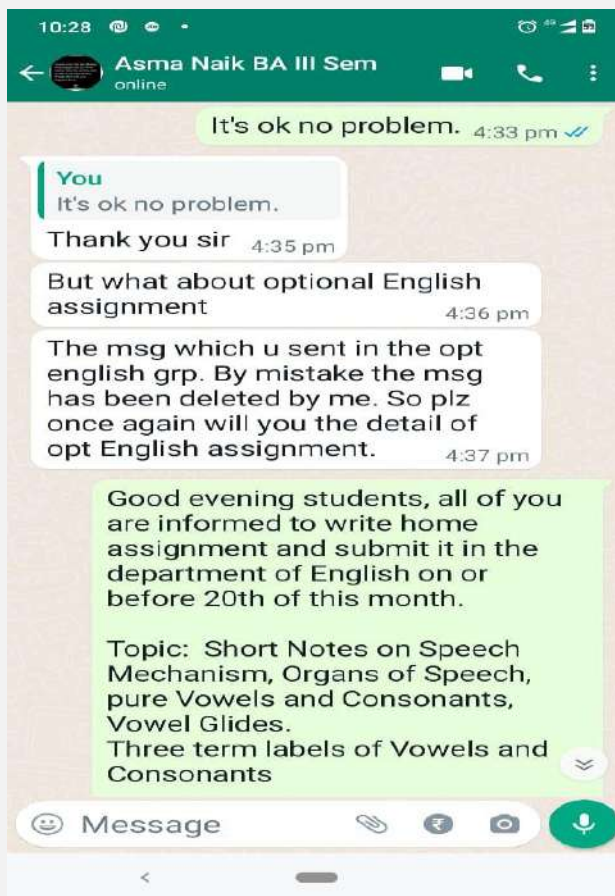 10:28
Asma Naik BA III Sem
online
It's ok no problem. 4:33 pm
You
It's ok no problem.
Thank you sir 4:35 pm
But what about optional English
assignment 4:36 pm
The msg which u sent in the opt
english grp. By mistake the msg
has been deleted by me. So plz
once again will you the detail of
opt English assignment. 4:37 pm
Good evening students, all of you
are informed to write home
assignment and submit it in the
department of English on or
before 20th of this month.
Topic: Short Notes on Speech
Mechanism, Organs of Speech,
pure Vowels and Consonants,
Vowel Glides.
Three term labels of Vowels and
Consonants
Message